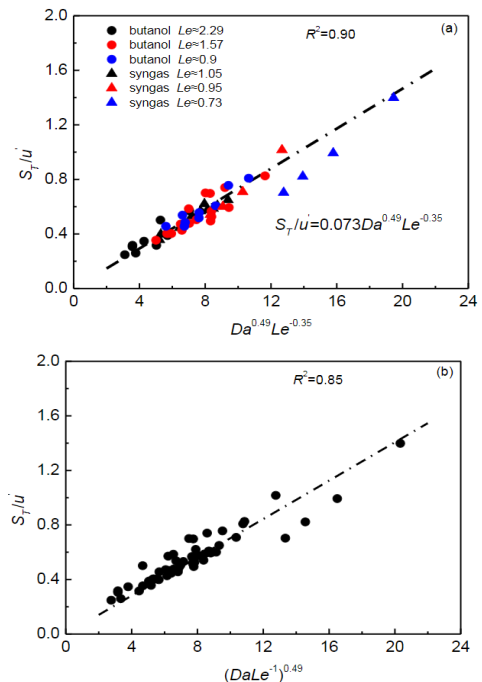 2.0
1.6
1.2
0.8
0.4
0.0
S_T/u'
butanol Le≈2.29
butanol Le≈1.57
butanol Le≈0.9
syngas Le≈1.05
syngas Le≈0.95
syngas Le≈0.73
R²=0.90
(a)
S_T/u'=0.073Da^0.49Le^-0.35
0 4 8 12 16 20 24
Da^0.49Le^-0.35
(b)
R²=0.85
2.0
1.6
1.2
0.8
0.4
0.0
S_T/u'
0 4 8 12 16 20 24
(DaLe^-1)^0.49